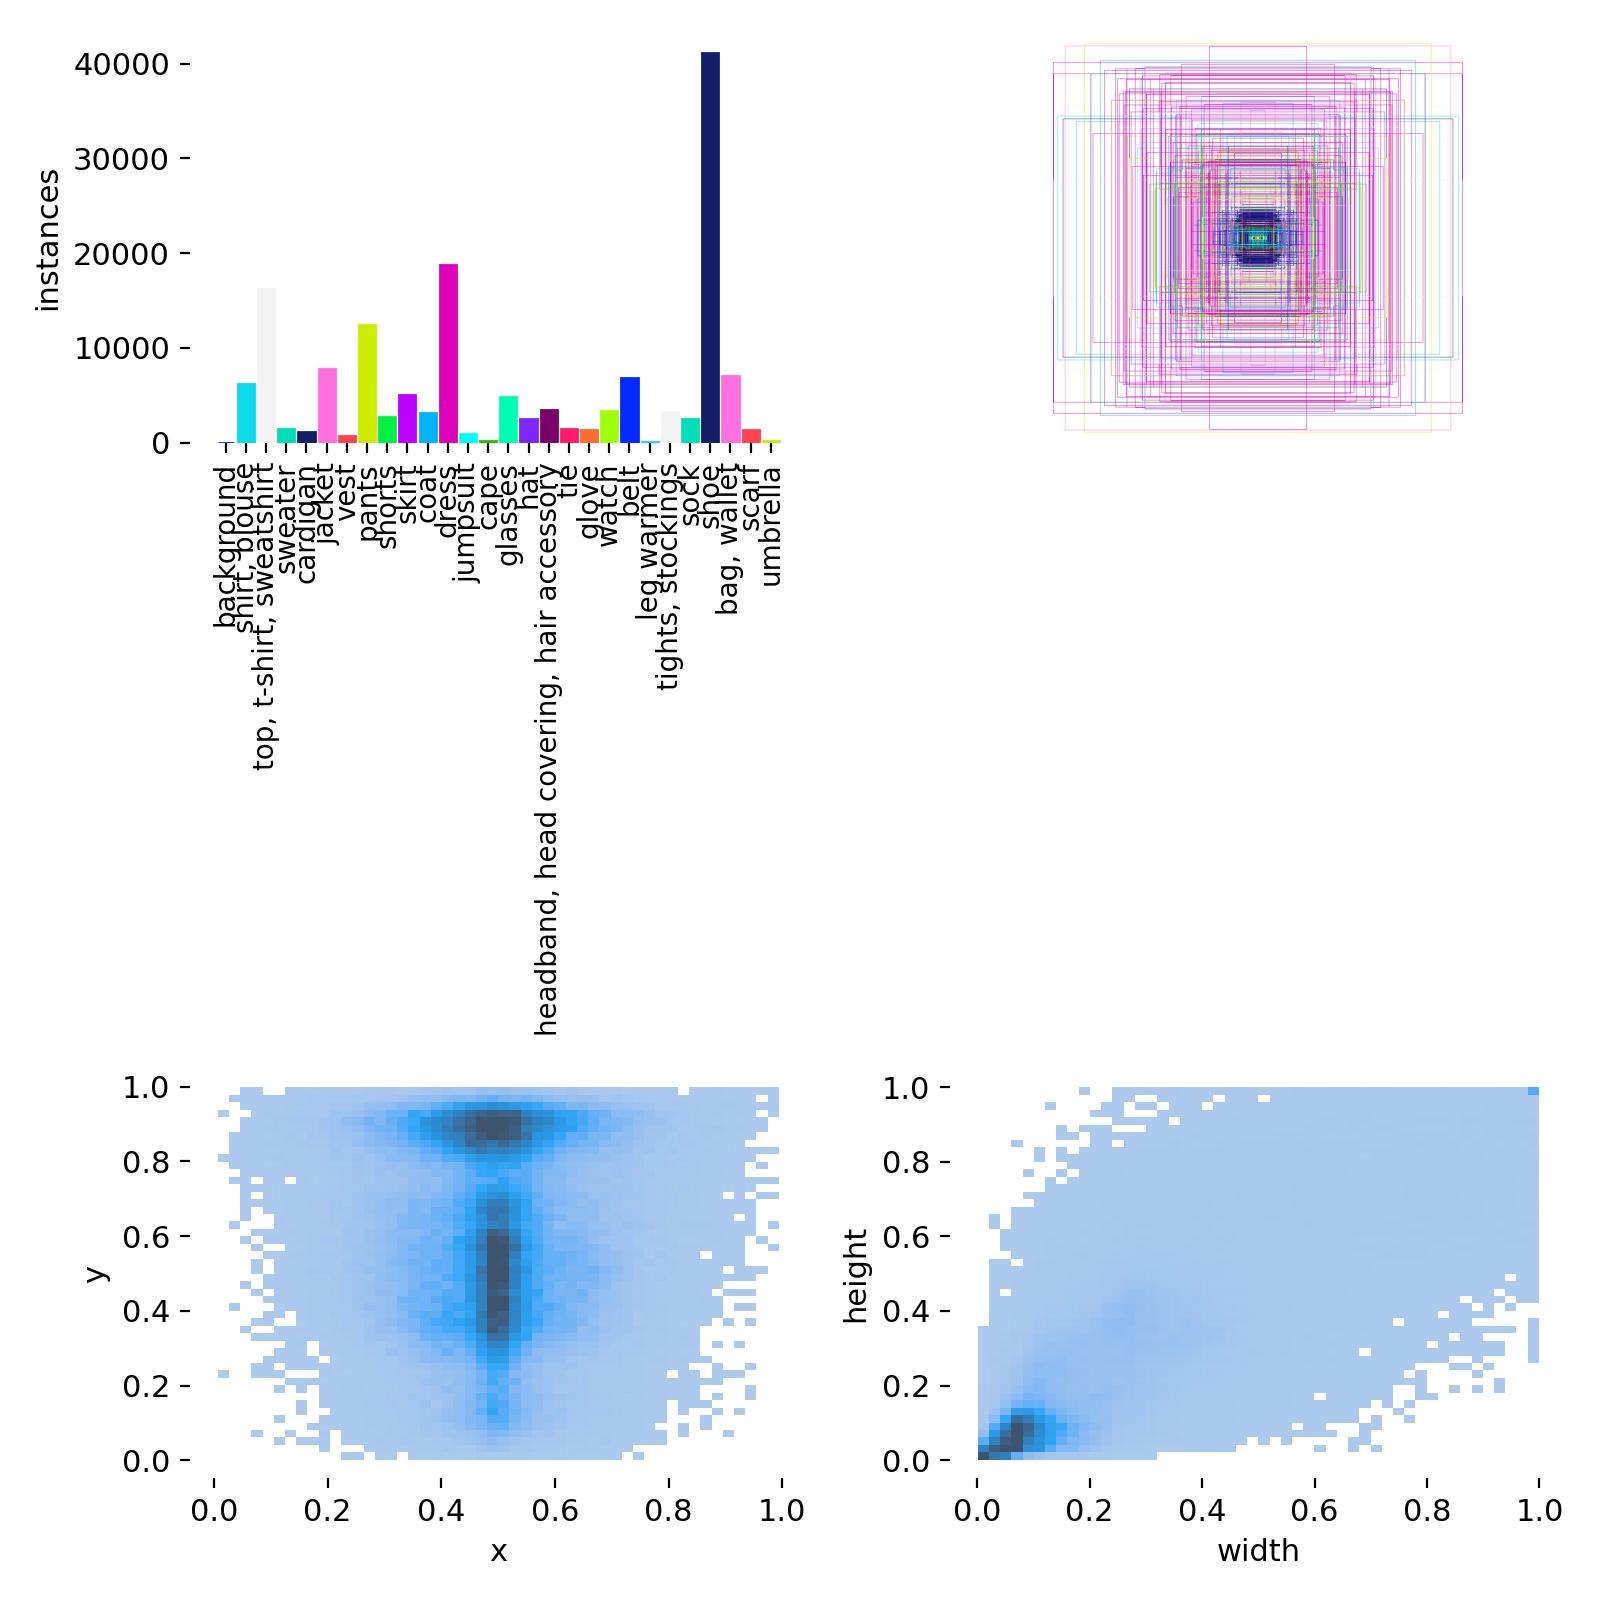 instances
40000
30000
20000
10000
0
background
shirt, blouse
top, t-shirt, sweatshirt
sweater
cardigan
jacket
vest
pants
shorts
skirt
coat
dress
jumpsuit
cape
glasses
hat
headband, head covering, hair accessory
tie
glove
watch
belt
leg warmer
tights, stockings
sock
shoe
bag, wallet
scarf
umbrella
y
1.0
0.8
0.6
0.4
0.2
0.0
0.0 0.2 0.4 0.6 0.8 1.0
x
height
1.0
0.8
0.6
0.4
0.2
0.0
0.0 0.2 0.4 0.6 0.8 1.0
width